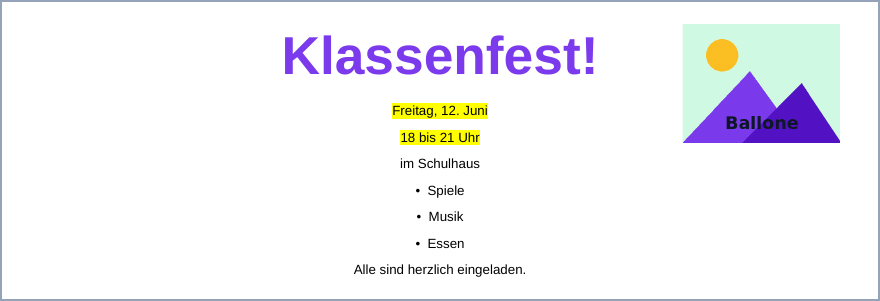 Klassenfest!
Freitag, 12. Juni
18 bis 21 Uhr
im Schulhaus
• Spiele
• Musik
• Essen
Alle sind herzlich eingeladen.
Ballone